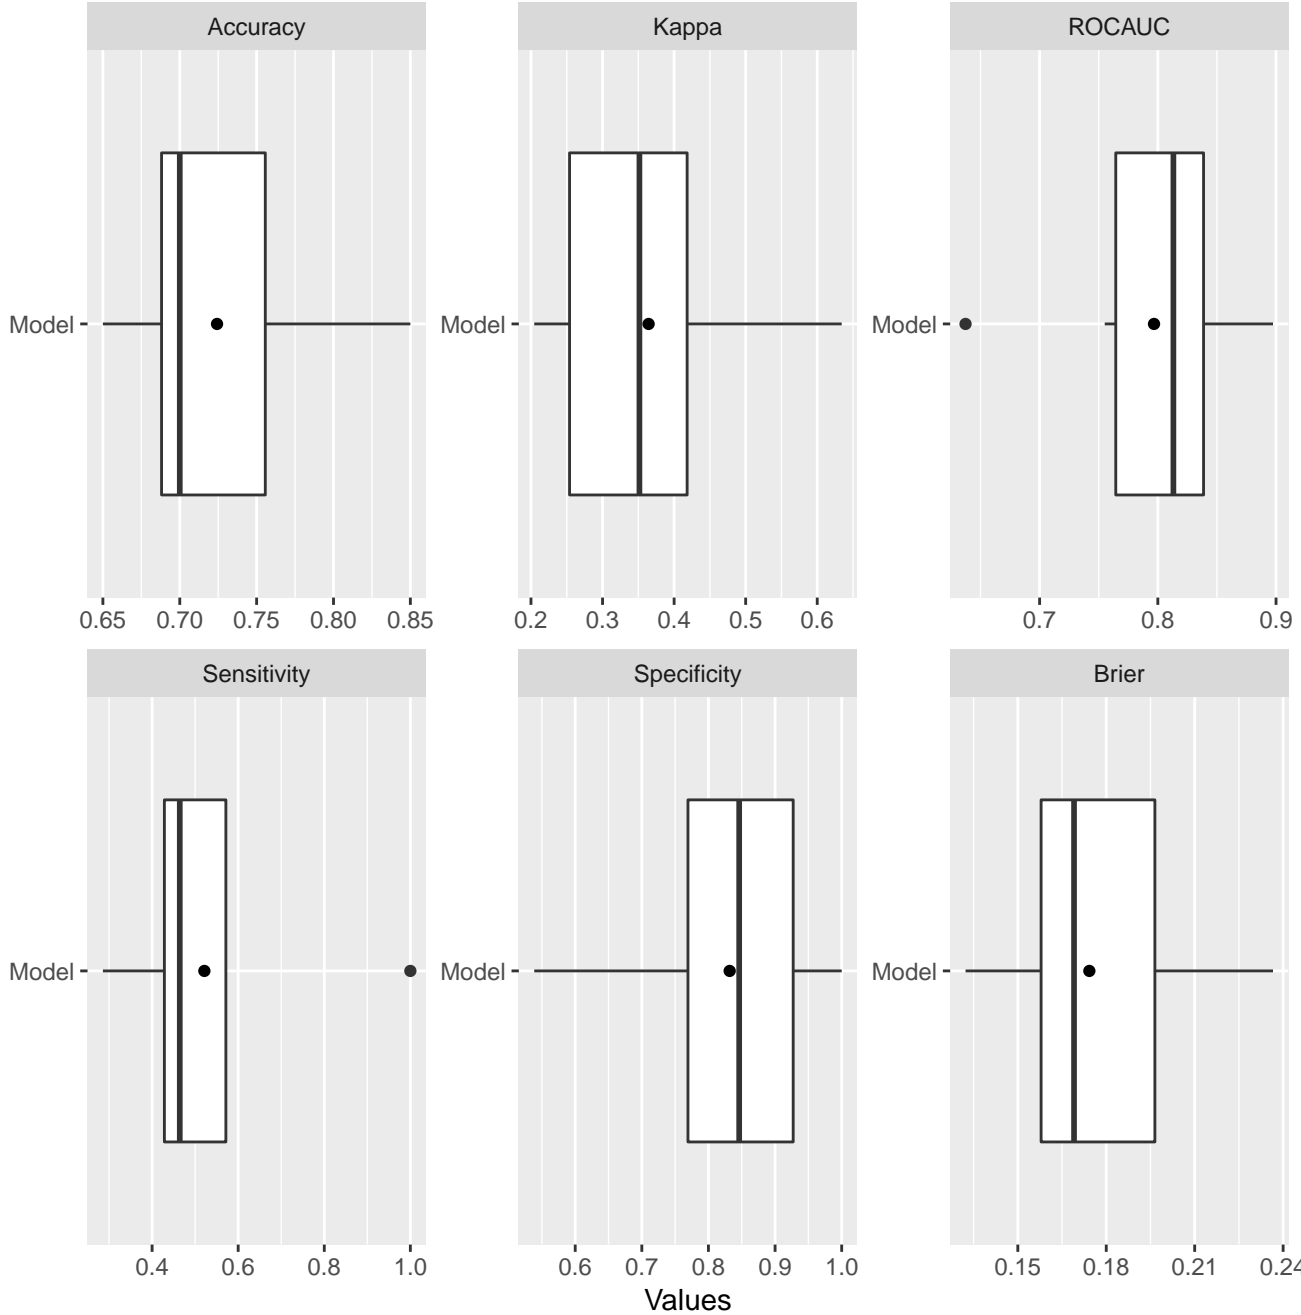 Accuracy Kappa ROCAUC
Model Model Model
0.65 0.70 0.75 0.80 0.85 0.2 0.3 0.4 0.5 0.6 0.7 0.8 0.9
Sensitivity Specificity Brier
Model Model Model
0.4 0.6 0.8 1.0 0.6 0.7 0.8 0.9 1.0 0.15 0.18 0.21 0.24
Values